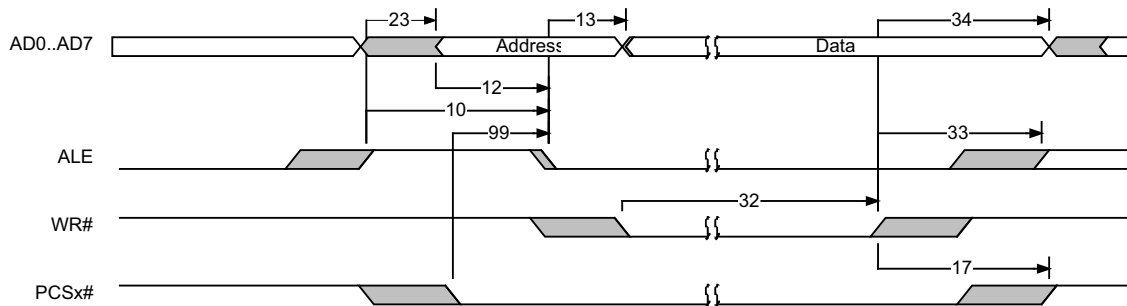 23 13 34
AD0..AD7 Address Data
12
10
99 33
ALE
32
WR#
17
PCSx#